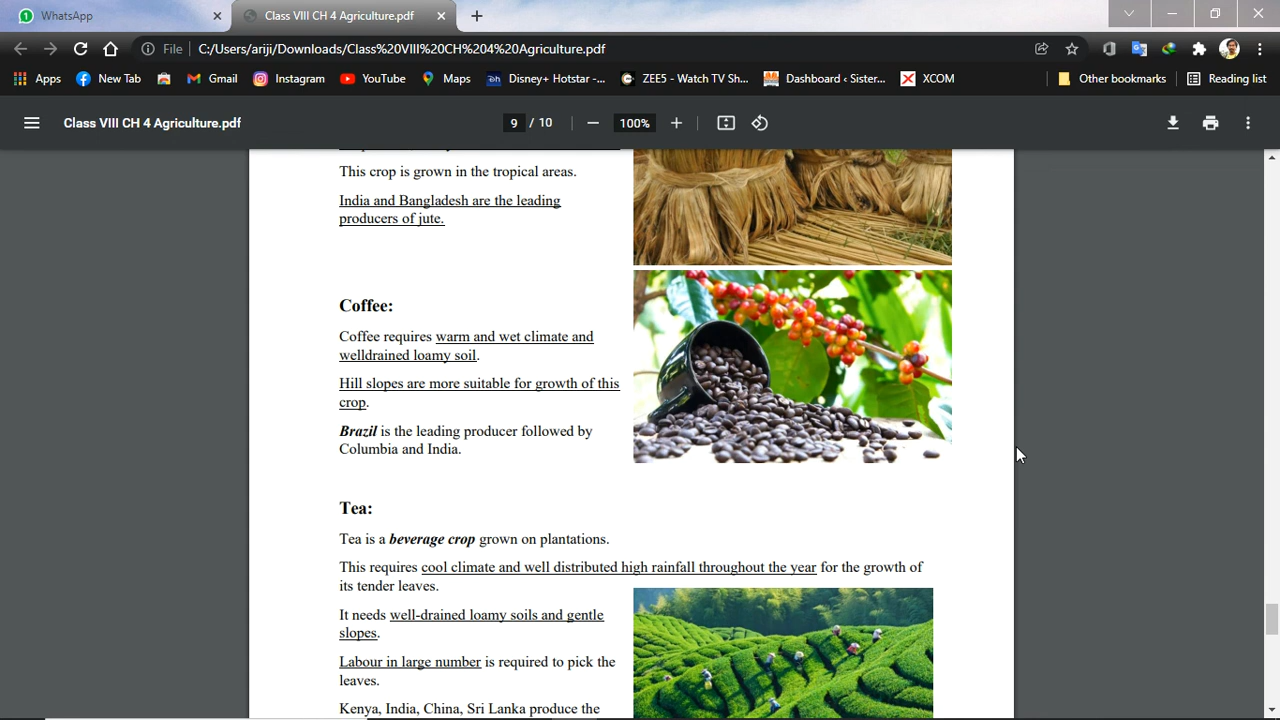 1 WhatsApp
Class VIII CH 4 Agriculture.pdf
File C:/Users/ariji/Downloads/Class%20VIII%20CH%204%20Agriculture.pdf
Apps New Tab Gmail Instagram YouTube Maps Disney+ Hotstar -... ZEE5 - Watch TV Sh... Dashboard ‹ Sister... XCOM Other bookmarks Reading list
Class VIII CH 4 Agriculture.pdf 9 / 10 100%
This crop is grown in the tropical areas.
India and Bangladesh are the leading
producers of jute.
Coffee:
Coffee requires warm and wet climate and
welldrained loamy soil.
Hill slopes are more suitable for growth of this
crop.
Brazil is the leading producer followed by
Columbia and India.
Tea:
Tea is a beverage crop grown on plantations.
This requires cool climate and well distributed high rainfall throughout the year for the growth of
its tender leaves.
It needs well-drained loamy soils and gentle
slopes.
Labour in large number is required to pick the
leaves.
Kenya, India, China, Sri Lanka produce the